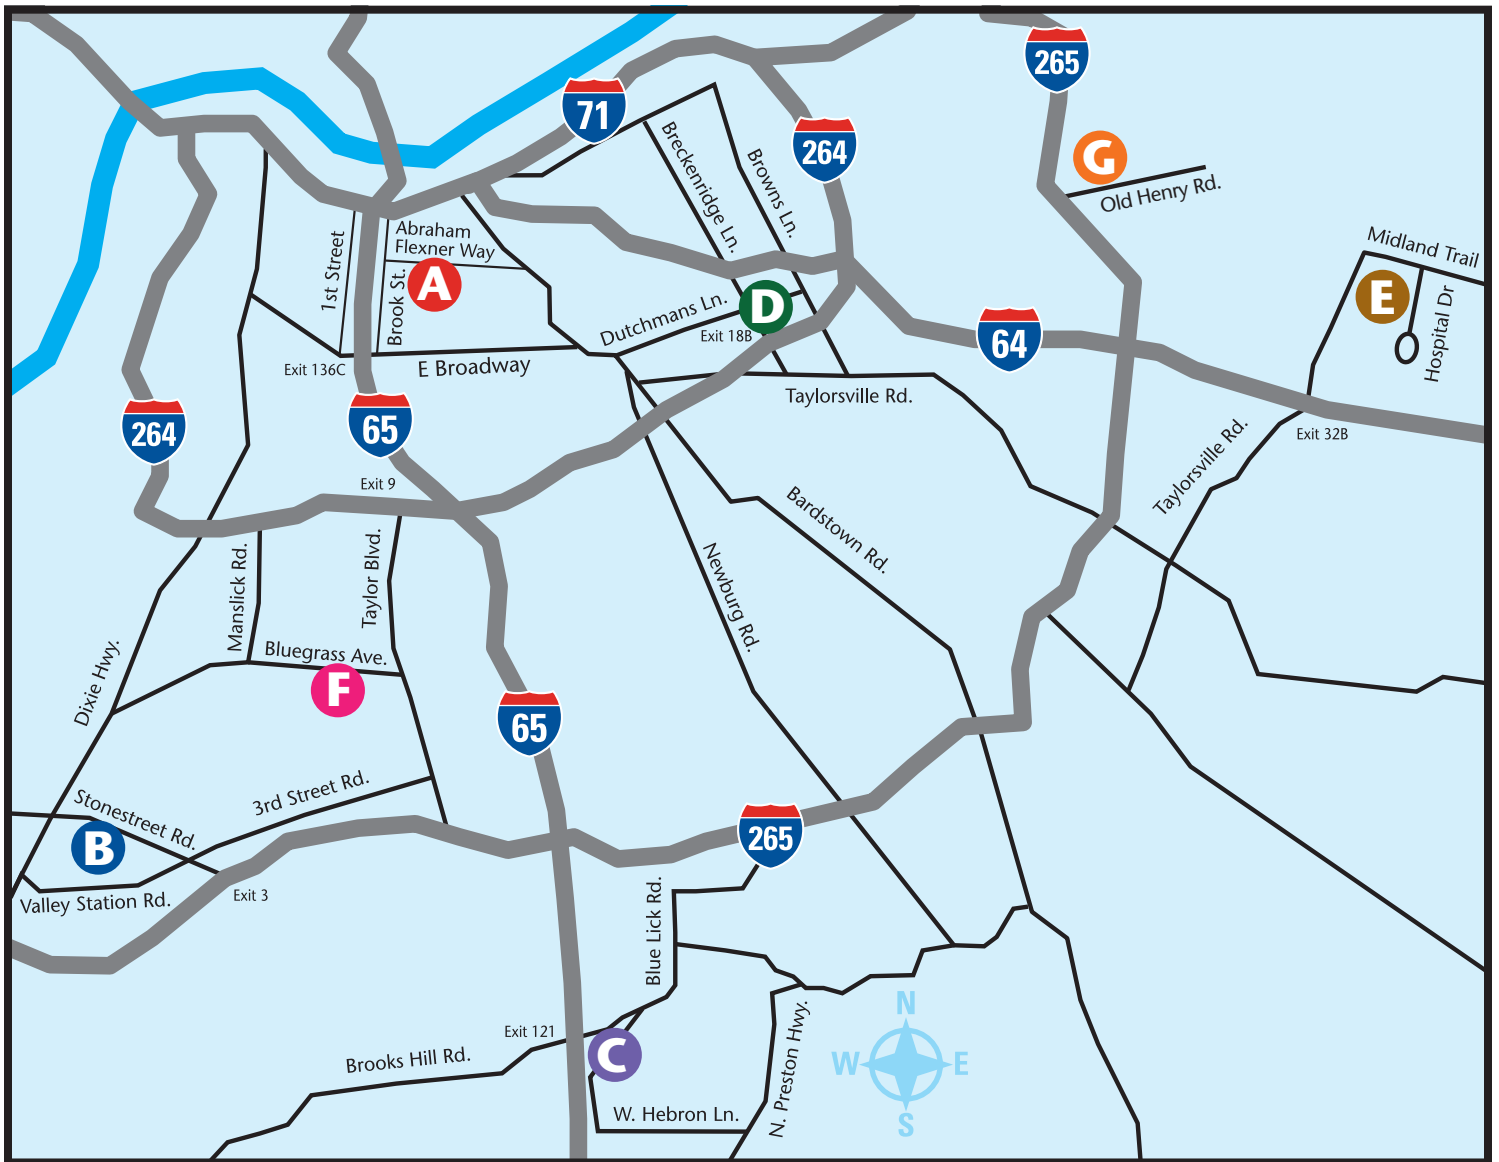 265
71
264
Breckenridge Ln.
Browns Ln.
G
Old Henry Rd.
Abraham
Flexner Way
1st Street
Brook St.
A
Midland Trail
E
Hospital Dr
Dutchmans Ln.
D
Exit 18B
64
Exit 136C
E Broadway
Taylorsville Rd.
264
65
Exit 32B
Taylorsville Rd.
Exit 9
Bardstown Rd.
Manslick Rd.
Taylor Blvd.
Newburg Rd.
Bluegrass Ave.
F
Dixie Hwy.
65
3rd Street Rd.
Stonestreet Rd.
B
265
Valley Station Rd.
Exit 3
Blue Lick Rd.
N
W
E
S
Exit 121
C
Brooks Hill Rd.
N. Preston Hwy.
W. Hebron Ln.